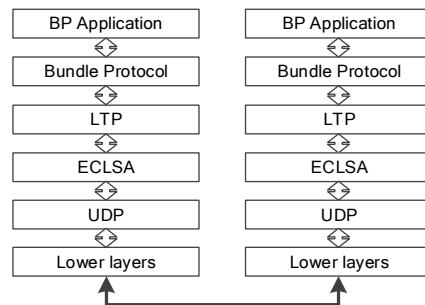 BP Application
Bundle Protocol
LTP
ECLSA
UDP
Lower layers
BP Application
Bundle Protocol
LTP
ECLSA
UDP
Lower layers